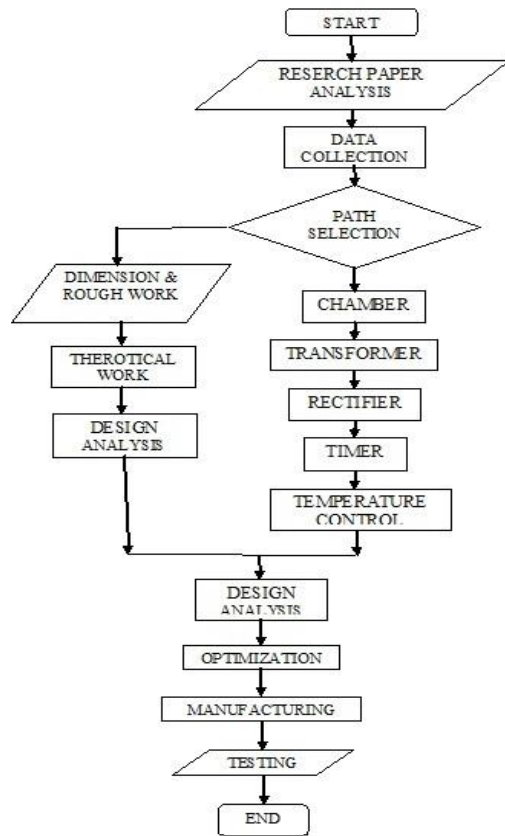 START
RESERCH PAPER
ANALYSIS
DATA
COLLECTION
PATH
SELECTION
DIMENSION &
ROUGH WORK
THEROTICAL
WORK
DESIGN
ANALYSIS
CHAMBER
TRANSFORMER
RECTIFIER
TIMER
TEMPERATURE
CONTROL
DESIGN
ANALYSIS
OPTIMIZATION
MANUFACTURING
TESTING
END